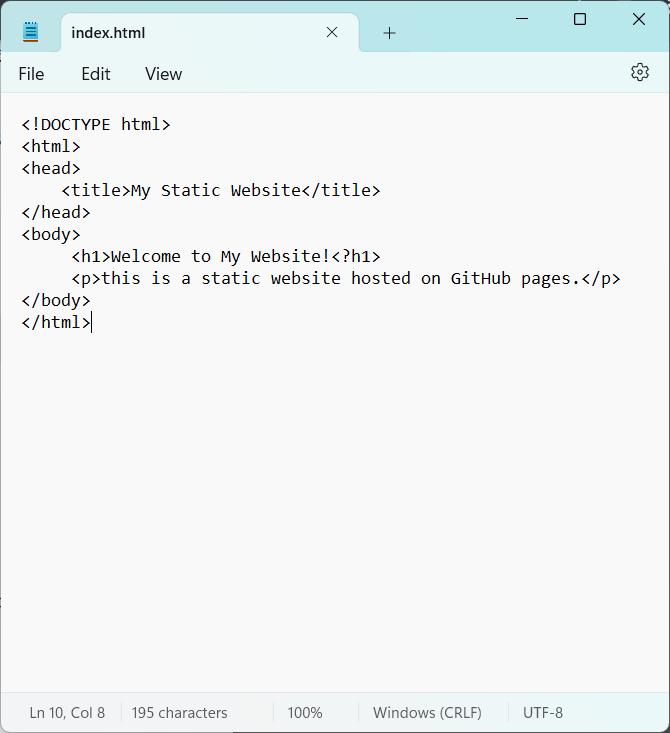 index.html
File Edit View
<!DOCTYPE html>
<html>
<head>
    <title>My Static Website</title>
</head>
<body>
     <h1>Welcome to My Website!<?h1>
     <p>this is a static website hosted on GitHub pages.</p>
</body>
</html>
Ln 10, Col 8 195 characters 100% Windows (CRLF) UTF-8